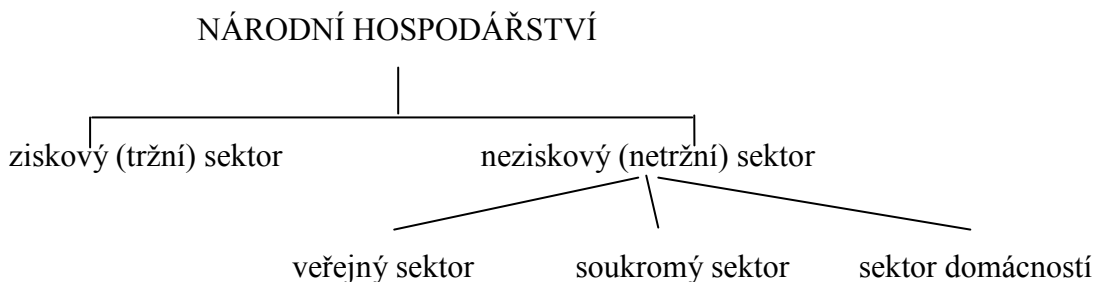 NÁRODNÍ HOSPODÁŘSTVÍ
ziskový (tržní) sektor neziskový (netržní) sektor
veřejný sektor soukromý sektor sektor domácností